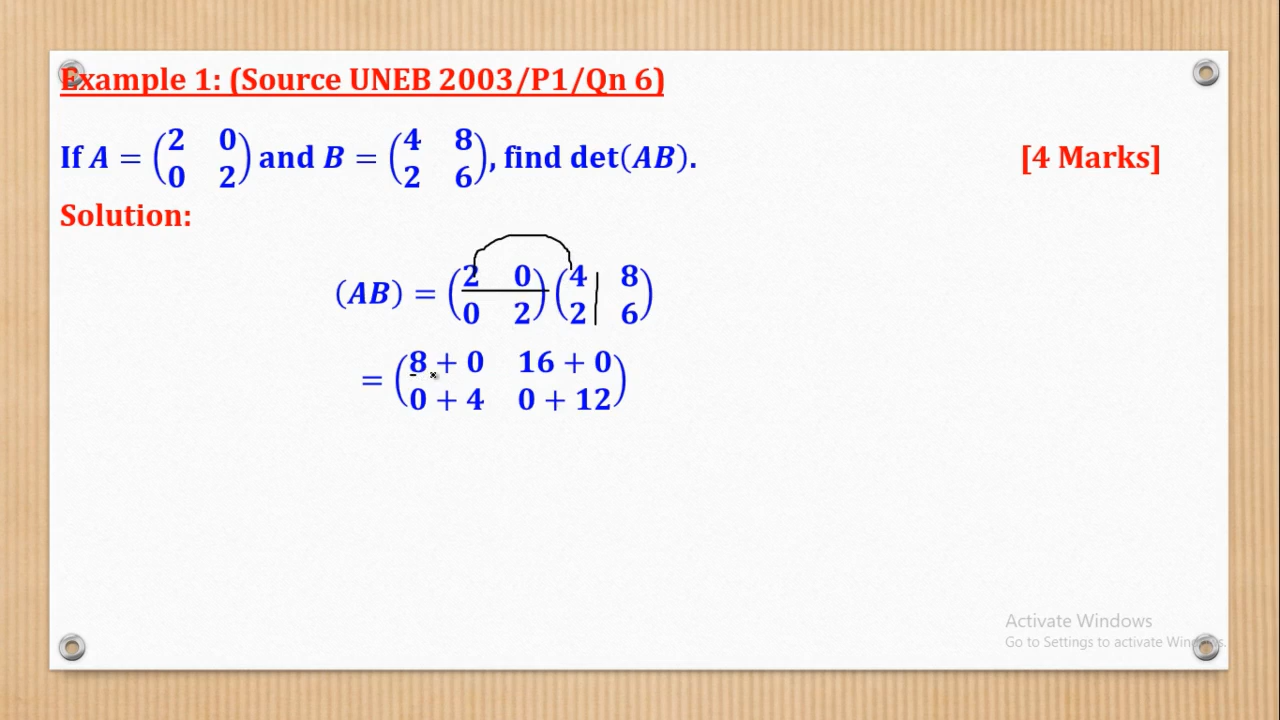 Example 1: (Source UNEB 2003/P1/Qn 6)
If A = (2 0
0 2) and B = (4 8
2 6), find det(AB). [4 Marks]
Solution:
(AB) = (2 0
0 2)(4 8
2 6)
= (8 + 0 16 + 0
0 + 4 0 + 12)
Activate Windows
Go to Settings to activate Windows.